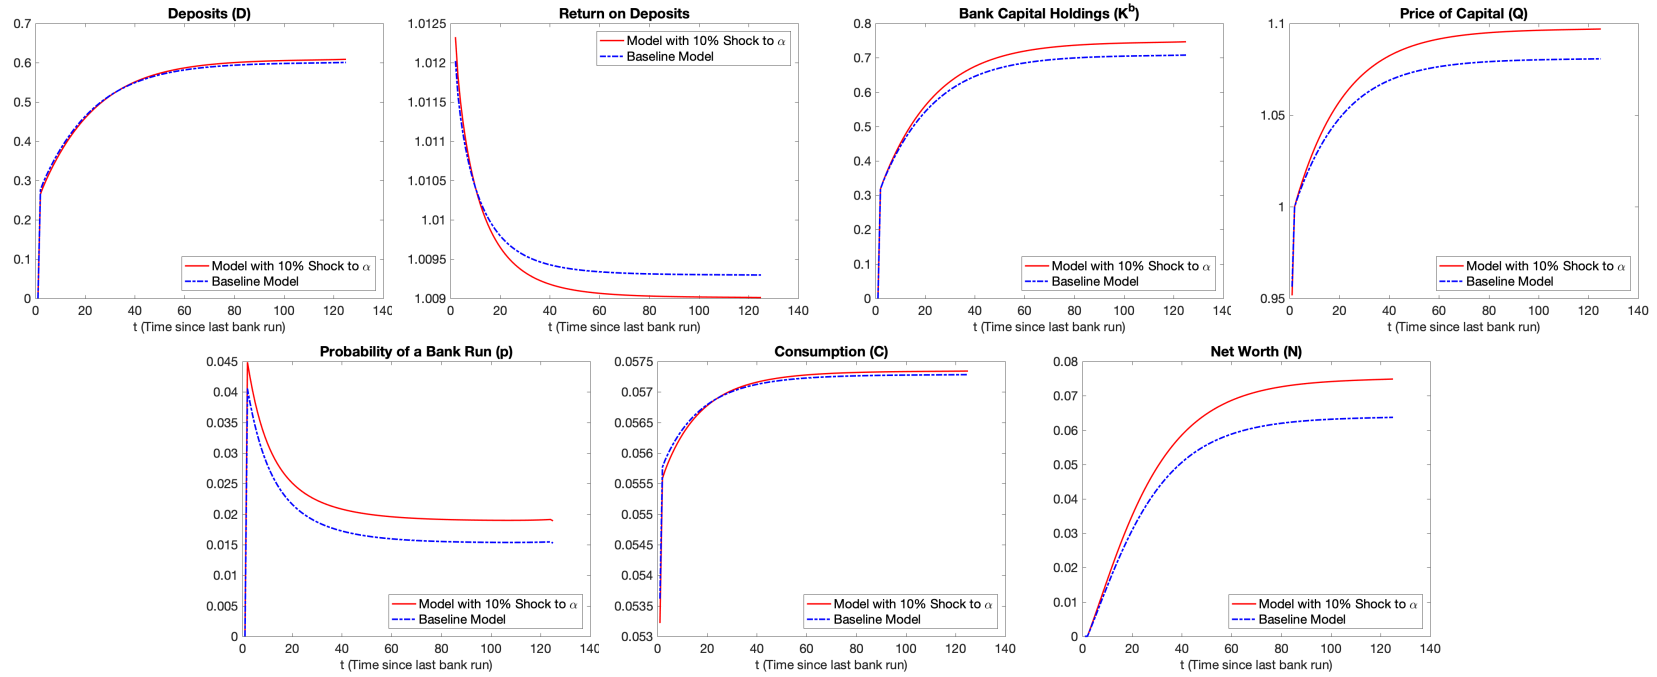 Deposits (D)
0.7
0.6
0.5
0.4
0.3
0.2
0.1
0
0 20 40 60 80 100 120 140
t (Time since last bank run)
Model with 10% Shock to α
Baseline Model
Return on Deposits
1.0125
1.012
1.0115
1.011
1.0105
1.01
1.0095
1.009
0 20 40 60 80 100 120 140
t (Time since last bank run)
Model with 10% Shock to α
Baseline Model
Bank Capital Holdings (K^b)
0.8
0.7
0.6
0.5
0.4
0.3
0.2
0.1
0
0 20 40 60 80 100 120 140
t (Time since last bank run)
Model with 10% Shock to α
Baseline Model
Price of Capital (Q)
1.1
1.05
1
0.95
0 20 40 60 80 100 120 140
t (Time since last bank run)
Model with 10% Shock to α
Baseline Model
Probability of a Bank Run (p)
0.045
0.04
0.035
0.03
0.025
0.02
0.015
0.01
0.005
0
0 20 40 60 80 100 120 140
t (Time since last bank run)
Model with 10% Shock to α
Baseline Model
Consumption (C)
0.0575
0.057
0.0565
0.056
0.0555
0.055
0.0545
0.054
0.0535
0.053
0 20 40 60 80 100 120 140
t (Time since last bank run)
Model with 10% Shock to α
Baseline Model
Net Worth (N)
0.08
0.07
0.06
0.05
0.04
0.03
0.02
0.01
0
0 20 40 60 80 100 120 140
t (Time since last bank run)
Model with 10% Shock to α
Baseline Model